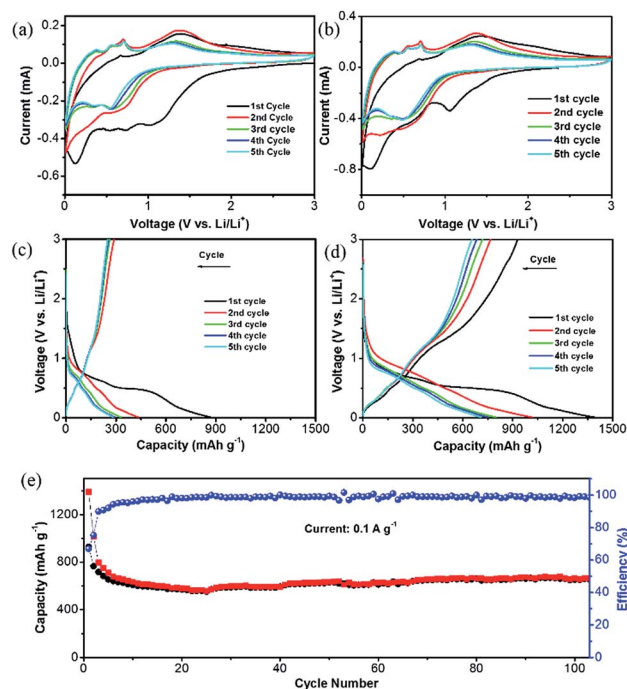 (a)
0.2
0.0
-0.2
-0.4
-0.6
Current (mA)
1st Cycle
2nd Cycle
3rd Cycle
4th Cycle
5th Cycle
0 1 2 3
Voltage (V vs. Li/Li+)
(b)
0.4
0.0
-0.4
-0.8
Current (mA)
1st cycle
2nd cycle
3rd cycle
4th cycle
5th cycle
0 1 2 3
Voltage (V vs. Li/Li+)
(c)
3
2
1
0
Voltage (V vs. Li/Li+)
Cycle
1st cycle
2nd cycle
3rd cycle
4th cycle
5th cycle
0 300 600 900 1200 1500
Capacity (mAh g-1)
(d)
3
2
1
0
Voltage (V vs. Li/Li+)
Cycle
1st cycle
2nd cycle
3rd cycle
4th cycle
5th cycle
0 300 600 900 1200 1500
Capacity (mAh g-1)
(e)
1400
1200
800
600
400
0
Capacity (mAh g-1)
Current: 0.1 A g-1
100
80
60
40
20
0
Efficiency (%)
0 20 40 60 80 100
Cycle Number